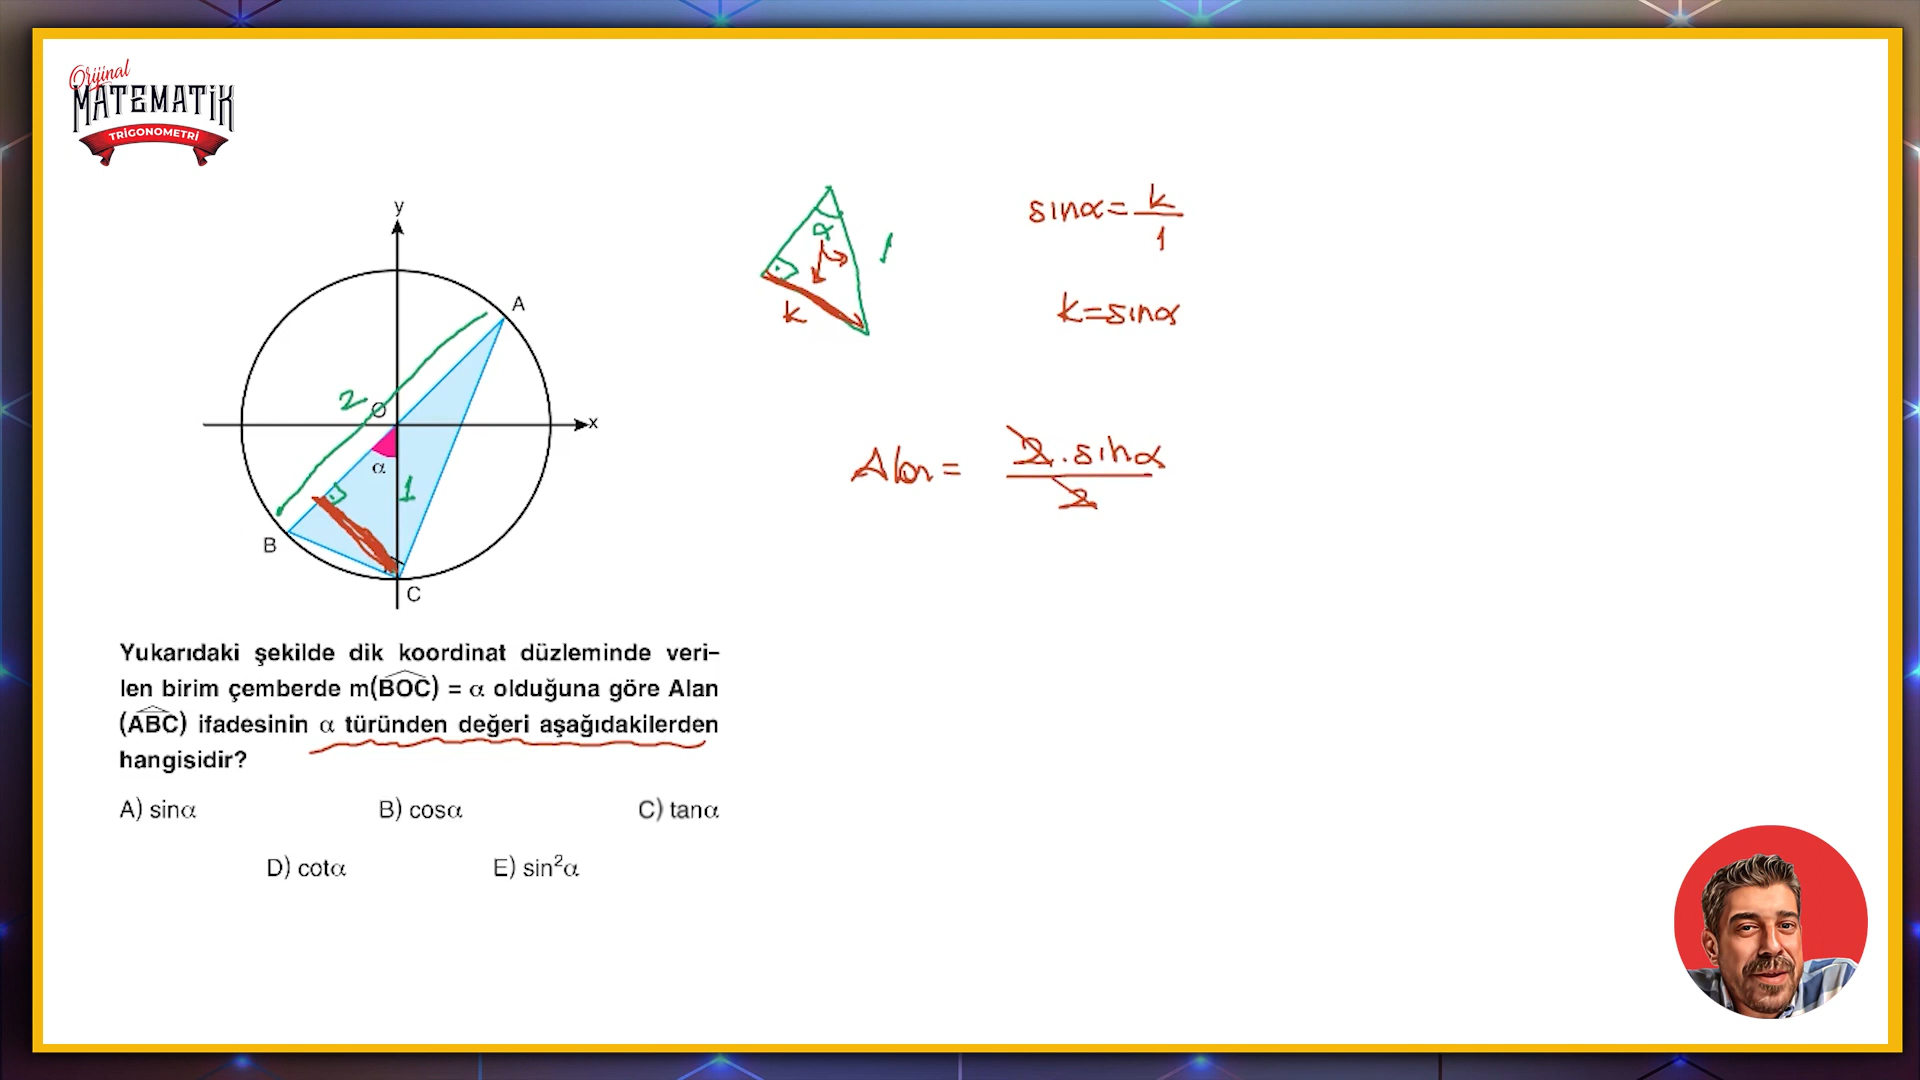 Orijinal
MATEMATİK
TRİGONOMETRİ
y
A
2
O
x
α
1
B
C
α
1
k
sinα = k/1
k = sinα
Alan = 2.sinα/2
Yukarıdaki şekilde dik koordinat düzleminde veri–
len birim çemberde m(BOC) = α olduğuna göre Alan
(ABC) ifadesinin α türünden değeri aşağıdakilerden
hangisidir?
A) sinα B) cosα C) tanα
D) cotα E) sin²α